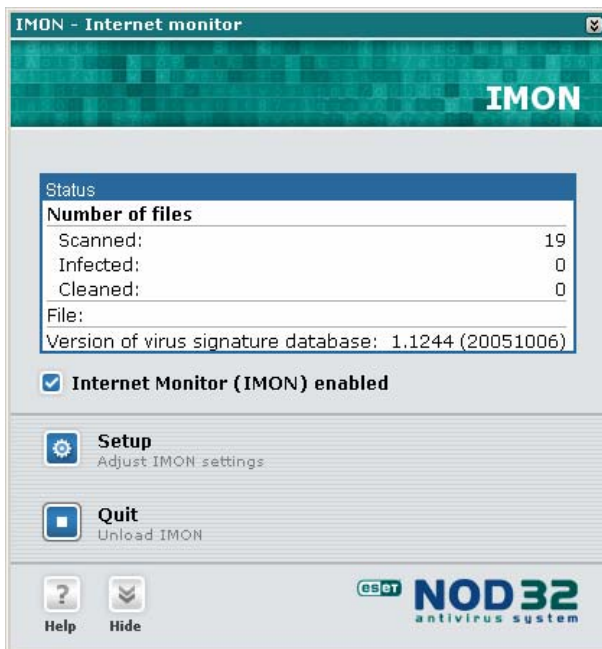 IMON - Internet monitor
IMON
Status
Number of files
Scanned: 19
Infected: 0
Cleaned: 0
File:
Version of virus signature database: 1.1244 (20051006)
Internet Monitor (IMON) enabled
Setup
Adjust IMON settings
Quit
Unload IMON
?
Help
Hide
eset NOD32
antivirus system